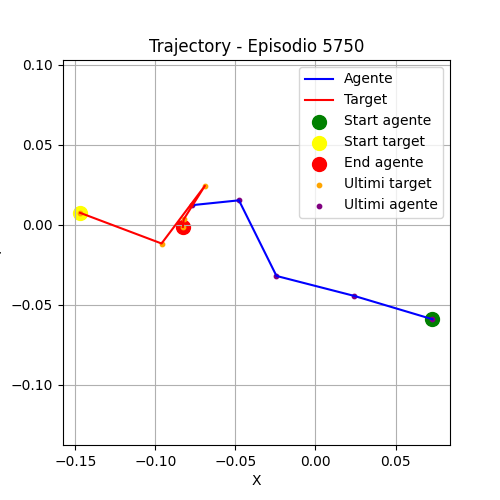 Trajectory - Episodio 5750
Agente
Target
Start agente
Start target
End agente
Ultimi target
Ultimi agente
0.10
0.05
0.00
−0.05
−0.10
−0.15
−0.10
−0.05
0.00
0.05
X